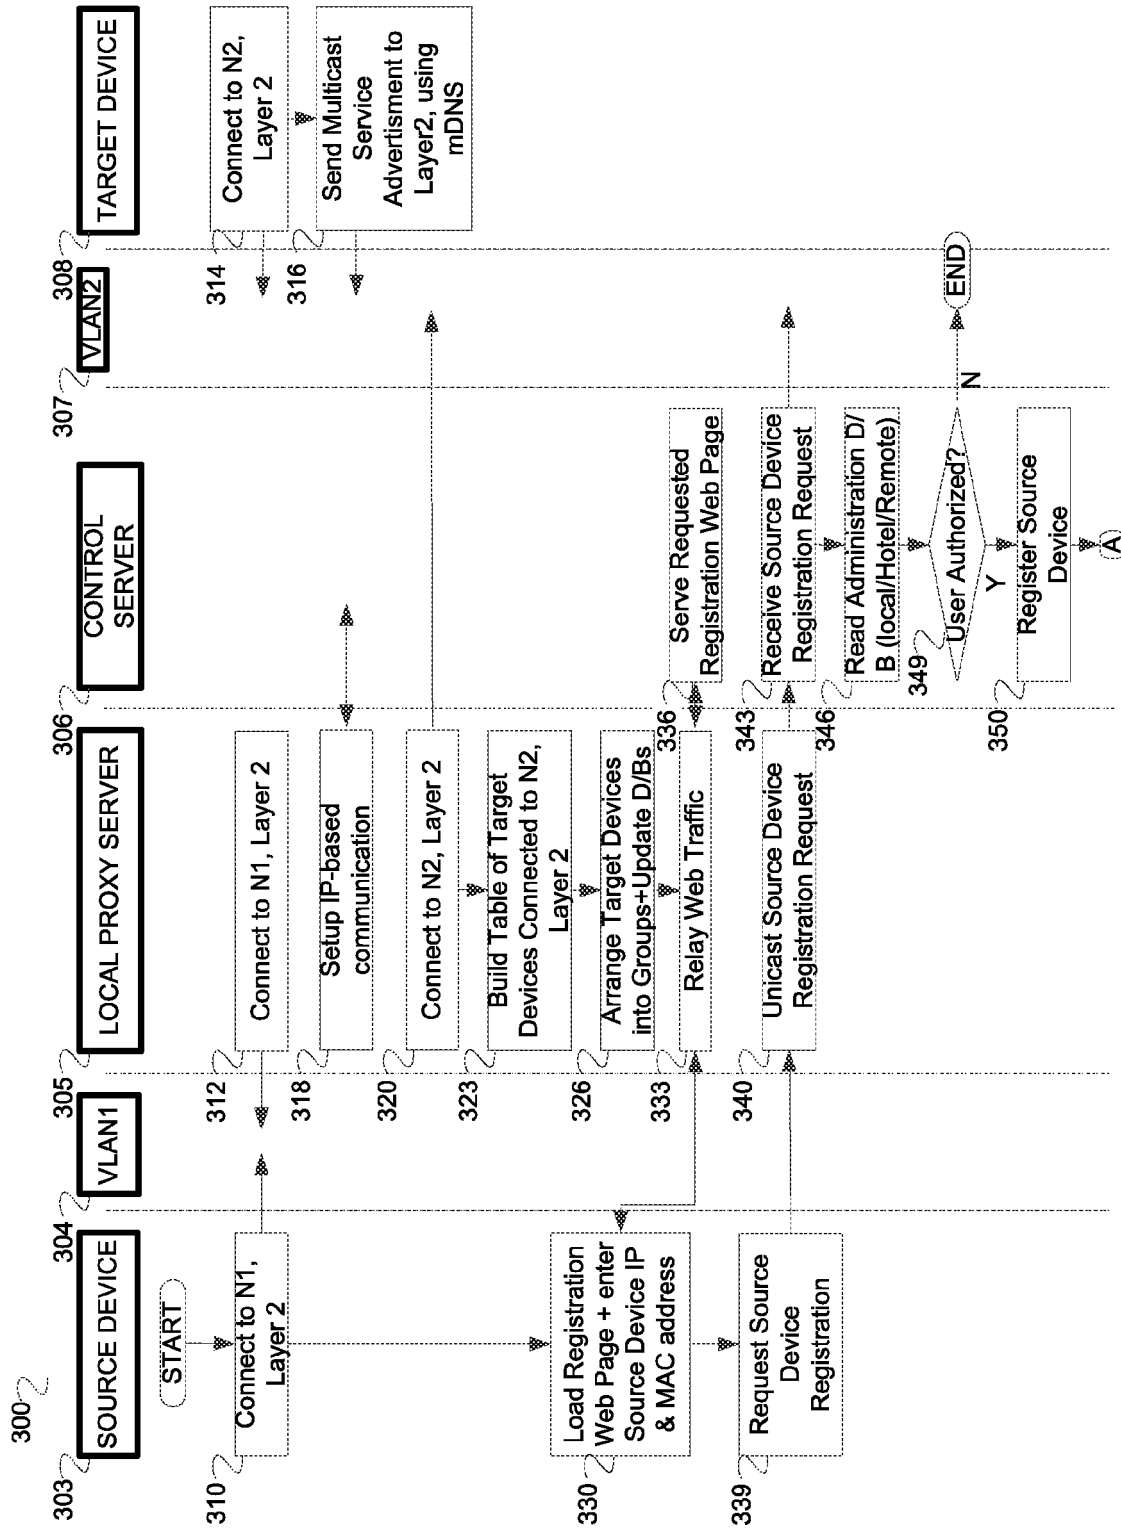 300
303
SOURCE DEVICE
304
VLAN1
305
LOCAL PROXY SERVER
306
CONTROL
SERVER
307
VLAN2
308
TARGET DEVICE
START
310
Connect to N1,
Layer 2
312
Connect to N1, Layer 2
314
Connect to N2,
Layer 2
316
Send Multicast
Service
Advertisment to
Layer2, using
mDNS
318
Setup IP-based
communication
320
Connect to N2, Layer 2
323
Build Table of Target
Devices Connected to N2,
Layer 2
326
Arrange Target Devices
into Groups+Update D/Bs
330
Load Registration
Web Page + enter
Source Device IP
& MAC address
333
Relay Web Traffic
336
Serve Requested
Registration Web Page
339
Request Source
Device
Registration
340
Unicast Source Device
Registration Request
343
Receive Source Device
Registration Request
346
Read Administration D/
B (local/Hotel/Remote)
349
User Authorized?
N
END
Y
350
Register Source
Device
A